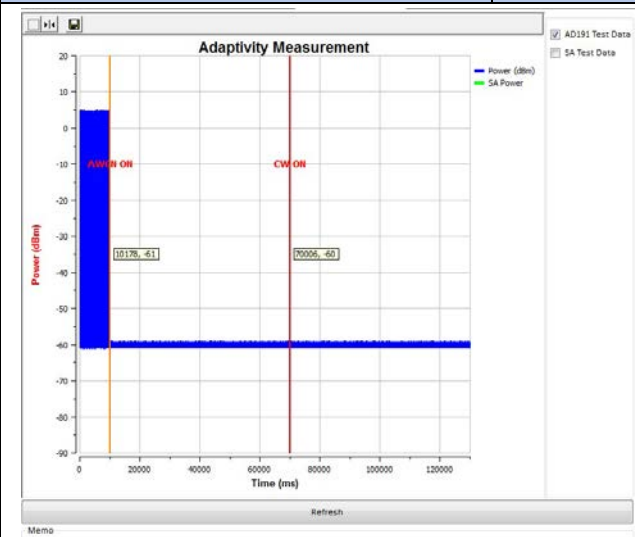 Adaptivity Measurement
AD191 Test Data
SA Test Data
Power (dBm)
SA Power
20
10
0
-10
-20
-30
-40
-50
-60
-70
-80
-90
Power (dBm)
AWGN ON
CW ON
10178, -61
70006, -60
0
20000
40000
60000
80000
100000
120000
Time (ms)
Refresh
Memo